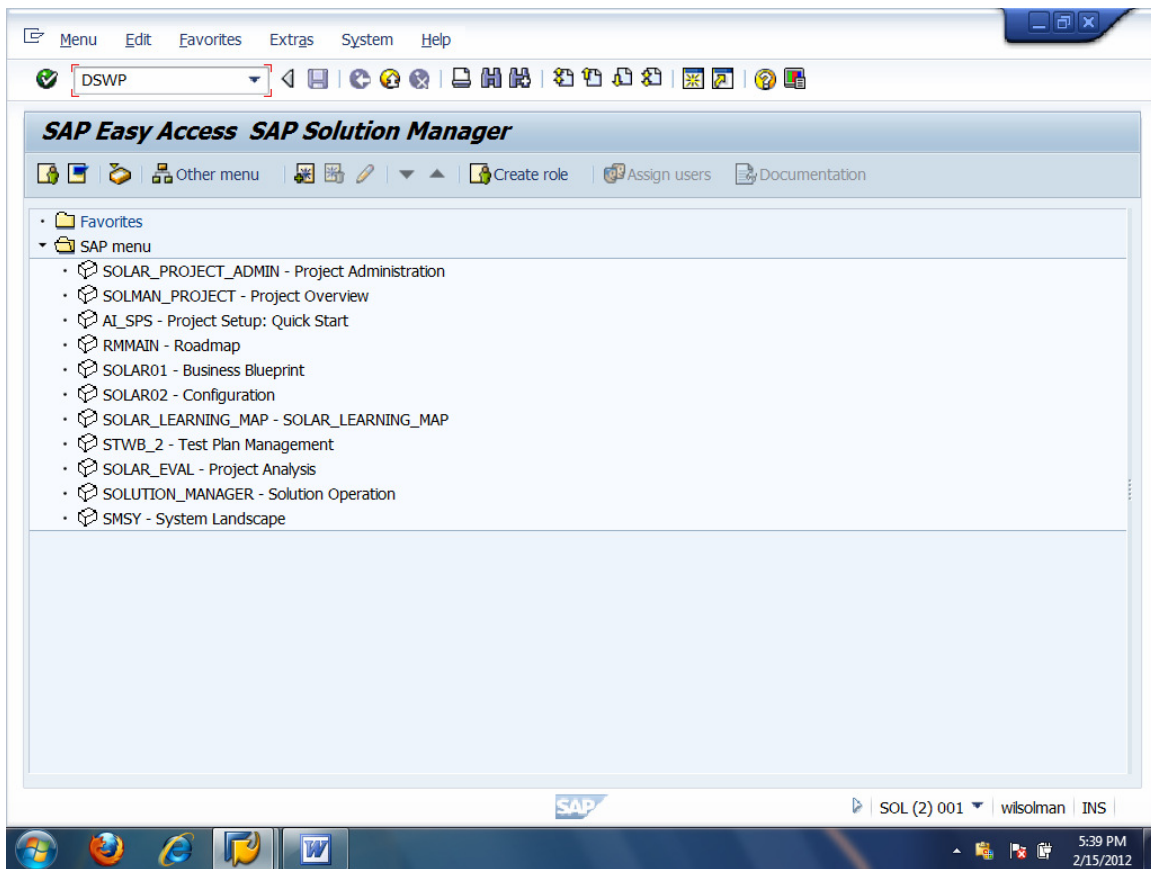 Menu Edit Favorites Extras System Help
DSWP
SAP Easy Access SAP Solution Manager
Other menu Create role Assign users Documentation
Favorites
SAP menu
SOLAR_PROJECT_ADMIN - Project Administration
SOLMAN_PROJECT - Project Overview
AI_SPS - Project Setup: Quick Start
RMMAIN - Roadmap
SOLAR01 - Business Blueprint
SOLAR02 - Configuration
SOLAR_LEARNING_MAP - SOLAR_LEARNING_MAP
STWB_2 - Test Plan Management
SOLAR_EVAL - Project Analysis
SOLUTION_MANAGER - Solution Operation
SMSY - System Landscape
SAP SOL (2) 001 wilsolman INS
5:39 PM
2/15/2012